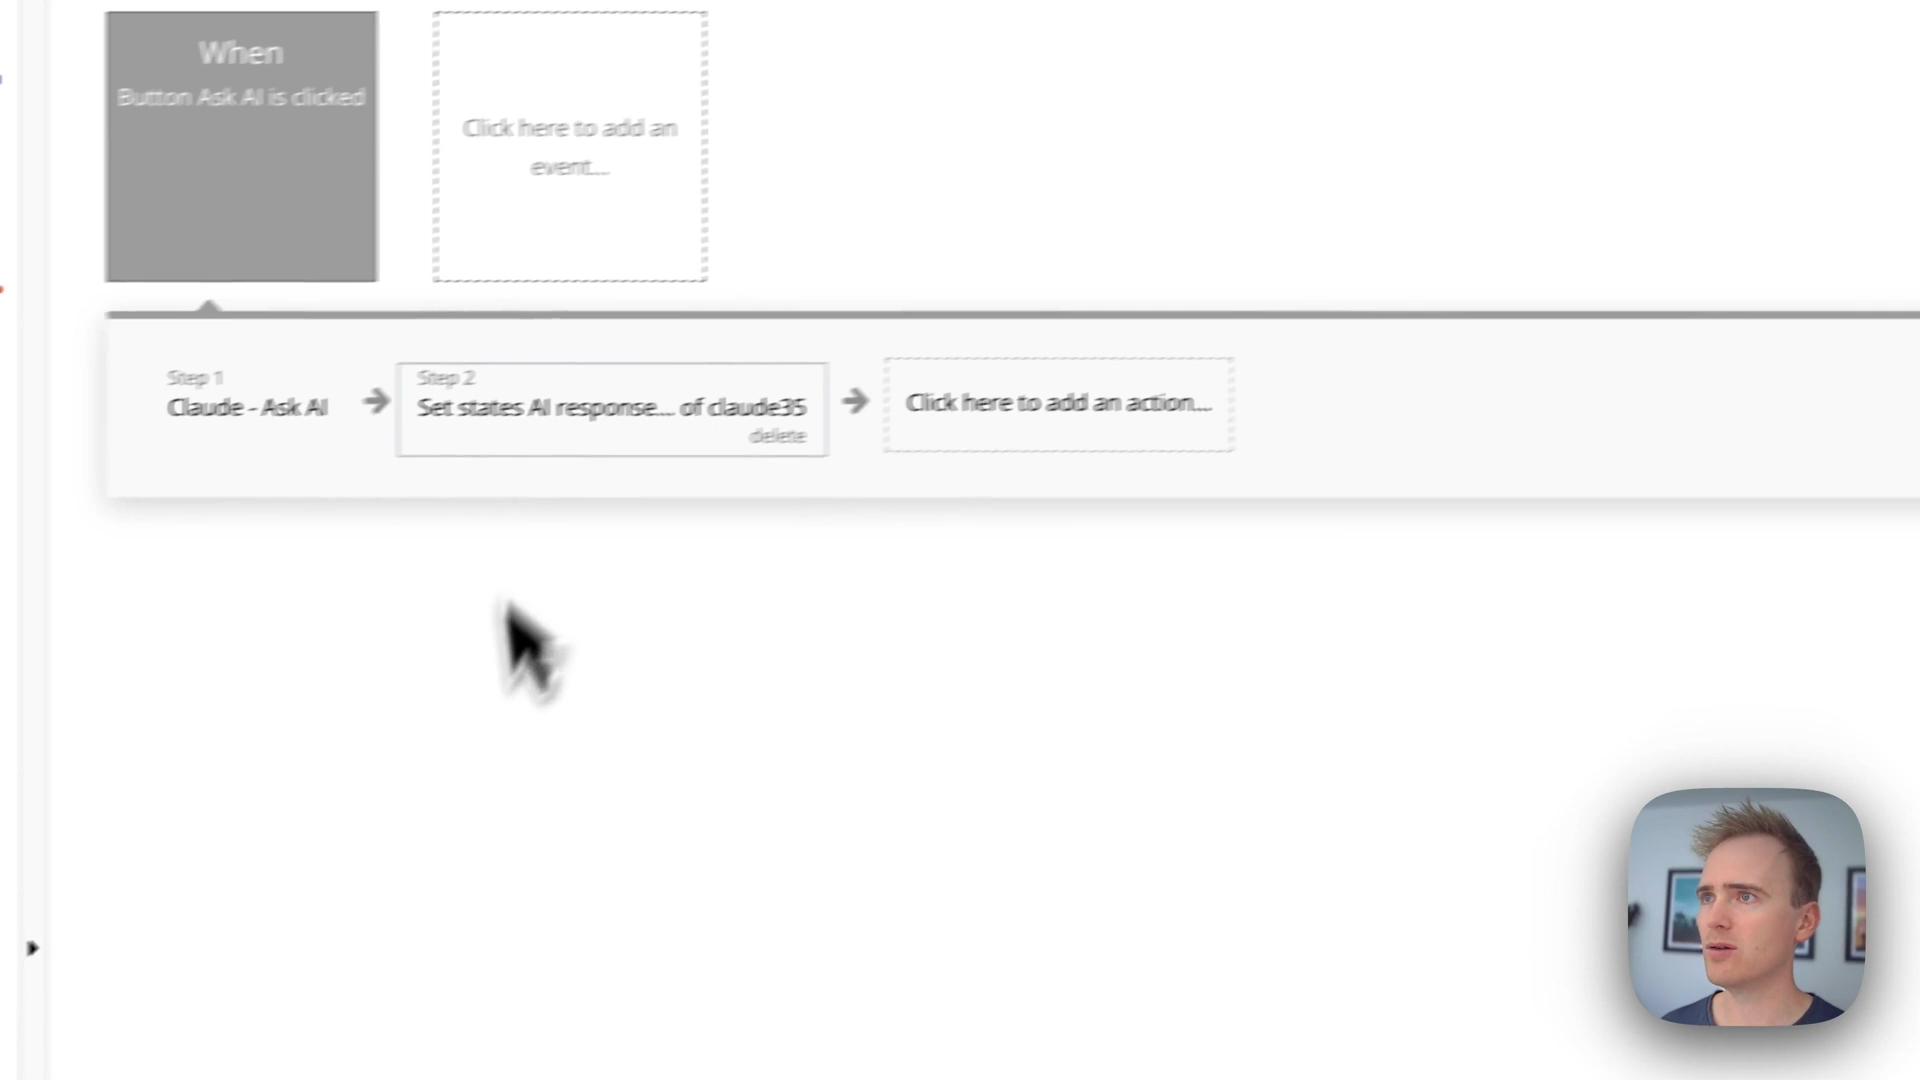 When
Button Ask AI is clicked
Click here to add an
event...
Step 1
Claude - Ask AI
Step 2
Set states AI response... of claude35
delete
Click here to add an action...